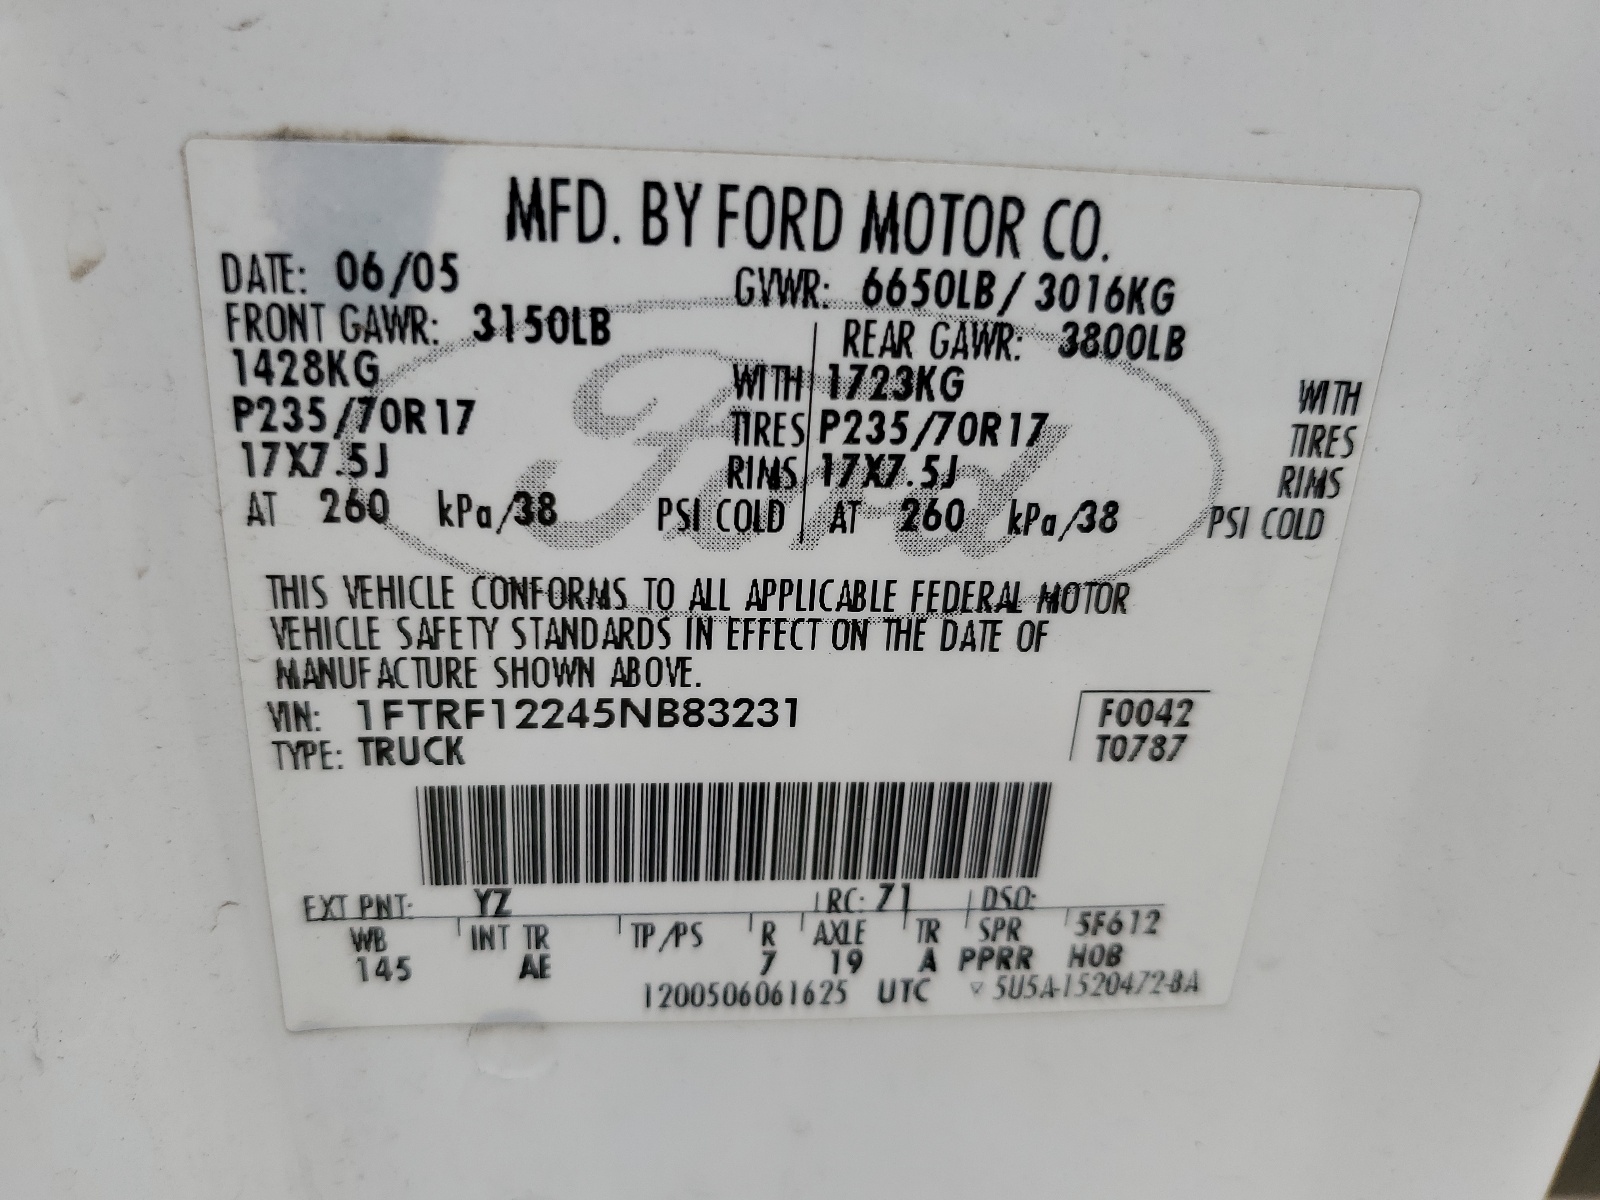 MFD. BY FORD MOTOR CO.
DATE: 06/05 GVWR: 6650LB/ 3016KG
FRONT GAWR: 3150LB REAR GAWR: 3800LB
1428KG WITH 1723KG WITH
P235/70R17 TIRES P235/70R17 TIRES
17X7.5J RIMS 17X7.5J RIMS
AT 260 kPa/38 PSI COLD AT 260 kPa/38 PSI COLD
Ford
THIS VEHICLE CONFORMS TO ALL APPLICABLE FEDERAL MOTOR
VEHICLE SAFETY STANDARDS IN EFFECT ON THE DATE OF
MANUFACTURE SHOWN ABOVE.
VIN: 1FTRF12245NB83231 F0042
TYPE: TRUCK T0787
EXT PNT: YZ RC: 71 DSO:
WB INT TR TP/PS R AXLE TR SPR 5F612
145 AE 7 19 A PPRR HOB
1200506061625 UTC ▽ 5U5A-1520472-BA